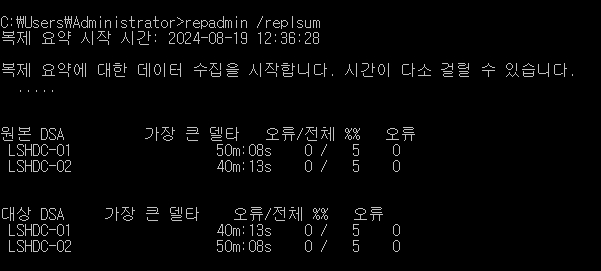 C:₩Users₩Administrator>repadmin /replsum
복제 요약 시작 시간: 2024-08-19 12:36:28
복제 요약에 대한 데이터 수집을 시작합니다. 시간이 다소 걸릴 수 있습니다.
.....
원본 DSA 가장 큰 델타 오류/전체 %% 오류
LSHDC-01 50m:08s 0 / 5 0
LSHDC-02 40m:13s 0 / 5 0
대상 DSA 가장 큰 델타 오류/전체 %% 오류
LSHDC-01 40m:13s 0 / 5 0
LSHDC-02 50m:08s 0 / 5 0